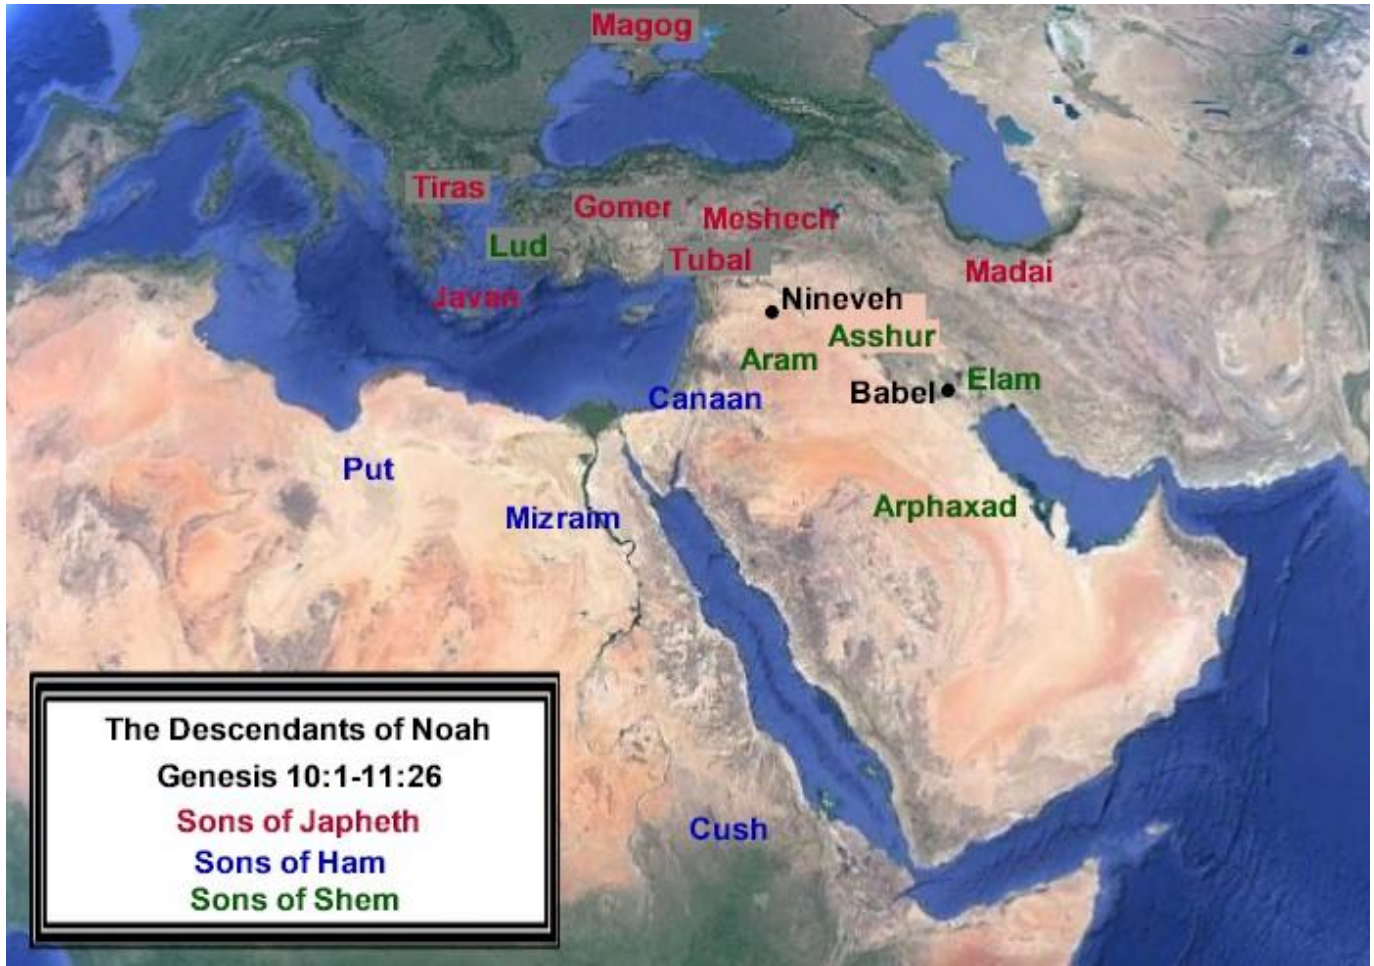 Magog
Tiras
Gomer
Meshech
Lud
Tubal
Madai
Javan
Nineveh
Asshur
Aram
Elam
Babel
Canaan
Put
Arphaxad
Mizraim
The Descendants of Noah
Genesis 10:1-11:26
Sons of Japheth
Sons of Ham
Sons of Shem
Cush